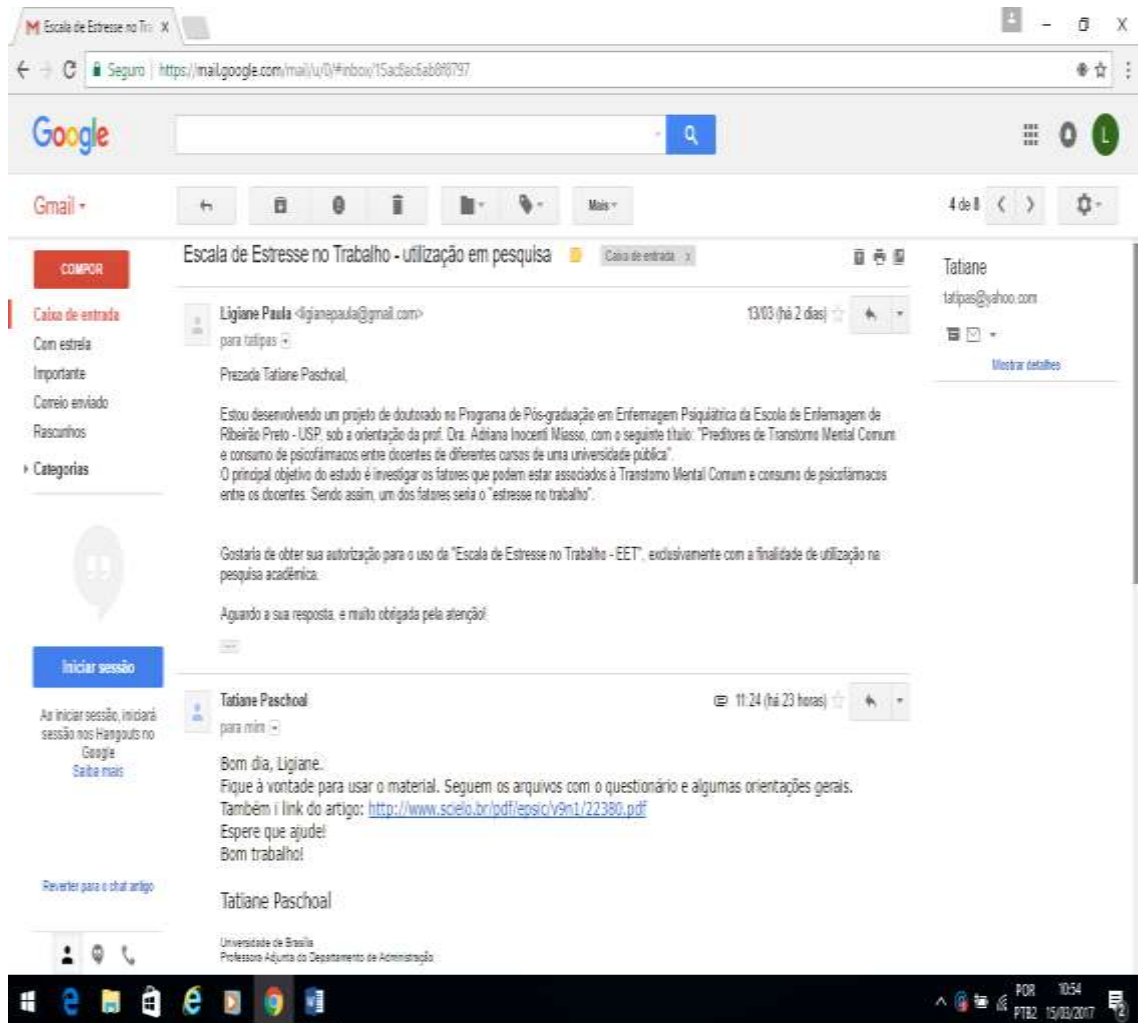 Escala de Estresse no Tra X
Seguro | https://mail.google.com/mail/u/0/#inbox/
Google
L
Gmail
Mais
4 de 8
COMPOR
Caixa de entrada
Com estrela
Importante
Correio enviado
Rascunhos
Categorias
Iniciar sessão
Ao iniciar sessão, iniciará
sessão nos Hangouts no
Google
Saiba mais
Reverter para o chat antigo
Escala de Estresse no Trabalho - utilização em pesquisa
Caixa de entrada x
Ligiane Paula <ligianepaula@gmail.com>
13/03 (há 2 dias)
para tatipas
Prezada Tatiane Paschoal,
Estou desenvolvendo um projeto de doutorado no Programa de Pós-graduação em Enfermagem Psiquiátrica da Escola de Enfermagem de
Ribeirão Preto - USP, sob a orientação da prof. Dra. Adriana Inocenti Miasso, com o seguinte título: "Preditores de Transtorno Mental Comum
e consumo de psicofármacos entre docentes de diferentes cursos de uma universidade pública".
O principal objetivo do estudo é investigar os fatores que podem estar associados à Transtorno Mental Comum e consumo de psicofármacos
entre os docentes. Sendo assim, um dos fatores seria o "estresse no trabalho".
Gostaria de obter sua autorização para o uso da "Escala de Estresse no Trabalho - EET", exclusivamente com a finalidade de utilização na
pesquisa acadêmica.
Aguardo a sua resposta, e muito obrigada pela atenção!
Tatiane Paschoal
11:24 (há 23 horas)
para mim
Bom dia, Ligiane.
Fique à vontade para usar o material. Seguem os arquivos com o questionário e algumas orientações gerais.
Também i link do artigo: http://www.scielo.br/pdf/epsic/v9n1/22380.pdf
Espere que ajude!
Bom trabalho!
Tatiane Paschoal
Universidade de Brasília
Professora Adjunta do Departamento de Administração
Tatiane
tatipas@yahoo.com
Mostrar detalhes
POR
PTB2
10:54
15/03/2017
2